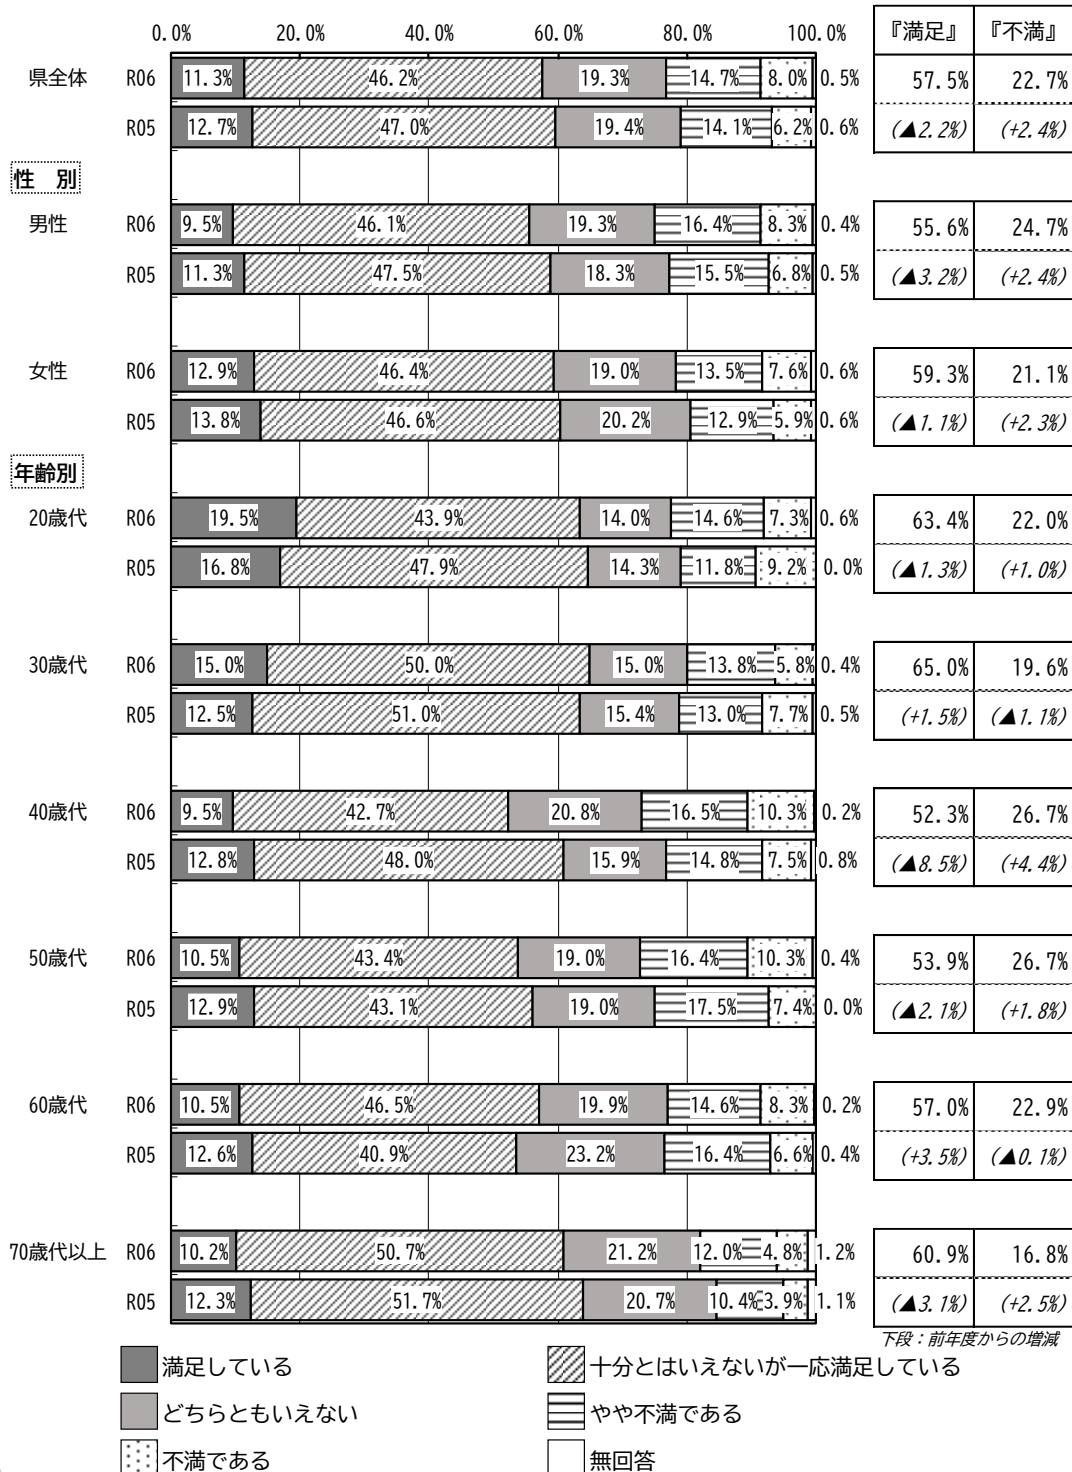 0.0% 20.0% 40.0% 60.0% 80.0% 100.0% 『満足』 『不満』
県全体 R06 11.3% 46.2% 19.3% 14.7% 8.0% 0.5% 57.5% 22.7%
R05 12.7% 47.0% 19.4% 14.1% 6.2% 0.6% (▲2.2%) (+2.4%)
性 別
男性 R06 9.5% 46.1% 19.3% 16.4% 8.3% 0.4% 55.6% 24.7%
R05 11.3% 47.5% 18.3% 15.5% 6.8% 0.5% (▲3.2%) (+2.4%)
女性 R06 12.9% 46.4% 19.0% 13.5% 7.6% 0.6% 59.3% 21.1%
R05 13.8% 46.6% 20.2% 12.9% 5.9% 0.6% (▲1.1%) (+2.3%)
年齢別
20歳代 R06 19.5% 43.9% 14.0% 14.6% 7.3% 0.6% 63.4% 22.0%
R05 16.8% 47.9% 14.3% 11.8% 9.2% 0.0% (▲1.3%) (+1.0%)
30歳代 R06 15.0% 50.0% 15.0% 13.8% 5.8% 0.4% 65.0% 19.6%
R05 12.5% 51.0% 15.4% 13.0% 7.7% 0.5% (+1.5%) (▲1.1%)
40歳代 R06 9.5% 42.7% 20.8% 16.5% 10.3% 0.2% 52.3% 26.7%
R05 12.8% 48.0% 15.9% 14.8% 7.5% 0.8% (▲8.5%) (+4.4%)
50歳代 R06 10.5% 43.4% 19.0% 16.4% 10.3% 0.4% 53.9% 26.7%
R05 12.9% 43.1% 19.0% 17.5% 7.4% 0.0% (▲2.1%) (+1.8%)
60歳代 R06 10.5% 46.5% 19.9% 14.6% 8.3% 0.2% 57.0% 22.9%
R05 12.6% 40.9% 23.2% 16.4% 6.6% 0.4% (+3.5%) (▲0.1%)
70歳代以上 R06 10.2% 50.7% 21.2% 12.0% 4.8% 1.2% 60.9% 16.8%
R05 12.3% 51.7% 20.7% 10.4% 3.9% 1.1% (▲3.1%) (+2.5%)
下段：前年度からの増減
満足している 十分とはいえないが一応満足している
どちらともいえない やや不満である
不満である 無回答